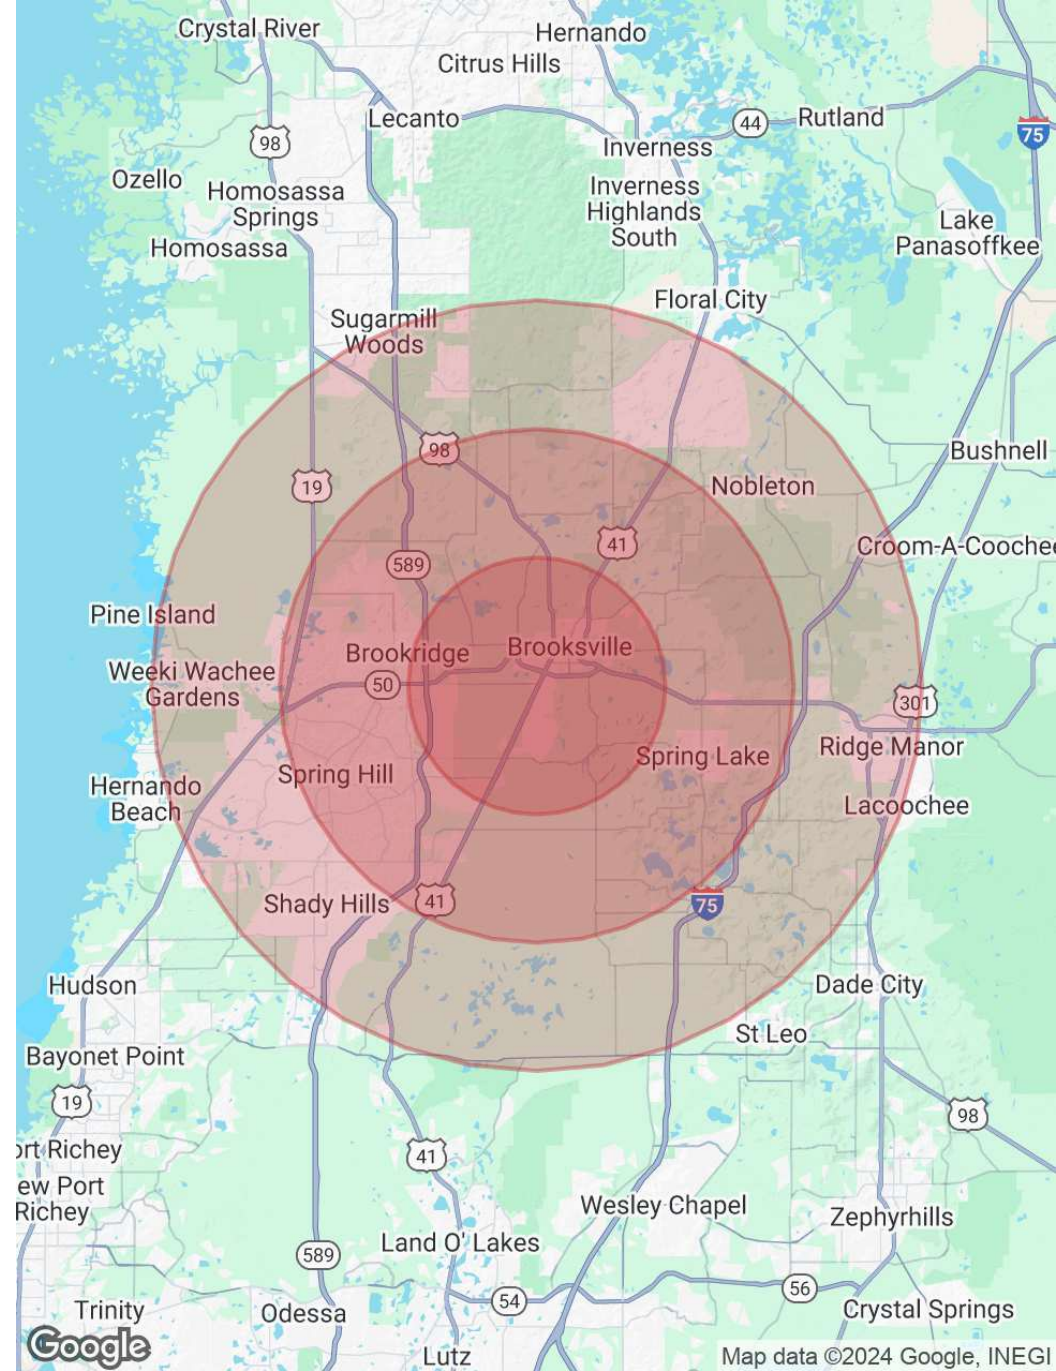 Crystal River
Hernando
Citrus Hills
Lecanto
44
Rutland
75
98
Inverness
Ozello
Homosassa
Springs
Inverness
Highlands
South
Lake
Panasoffkee
Homosassa
Floral City
Sugarmill
Woods
98
Bushnell
19
Nobleton
41
Croom-A-Coochee
589
Pine Island
Brookridge
Brooksville
Weeki Wachee
Gardens
50
301
Ridge Manor
Spring Lake
Spring Hill
Hernando
Beach
Lacoochee
Shady Hills
41
75
Hudson
Dade City
St Leo
Bayonet Point
19
98
ort Richey
41
ew Port
Richey
Wesley Chapel
Zephyrhills
Land O' Lakes
589
56
54
Trinity
Odessa
Crystal Springs
Google
Lutz
Map data ©2024 Google, INEGI